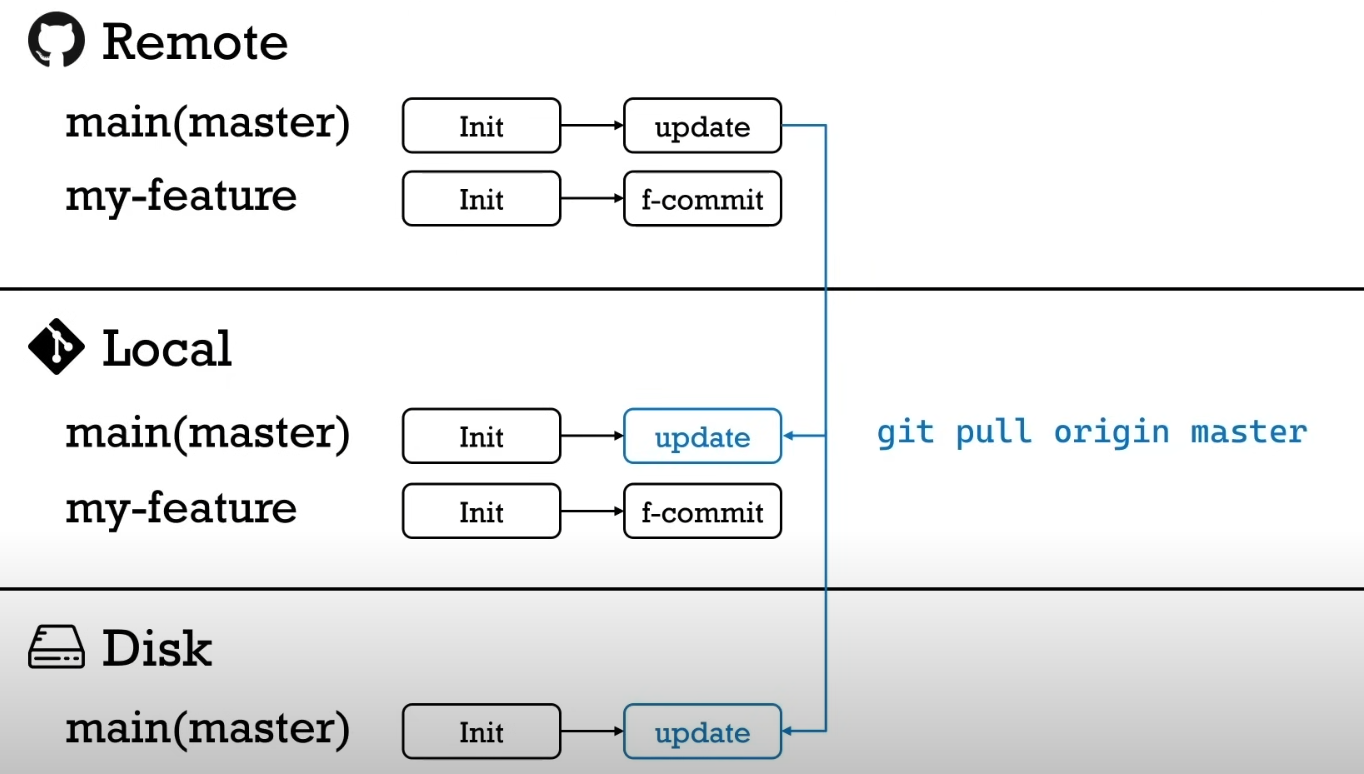 Remote
main(master) Init update
my-feature Init f-commit
Local
main(master) Init update git pull origin master
my-feature Init f-commit
Disk
main(master) Init update